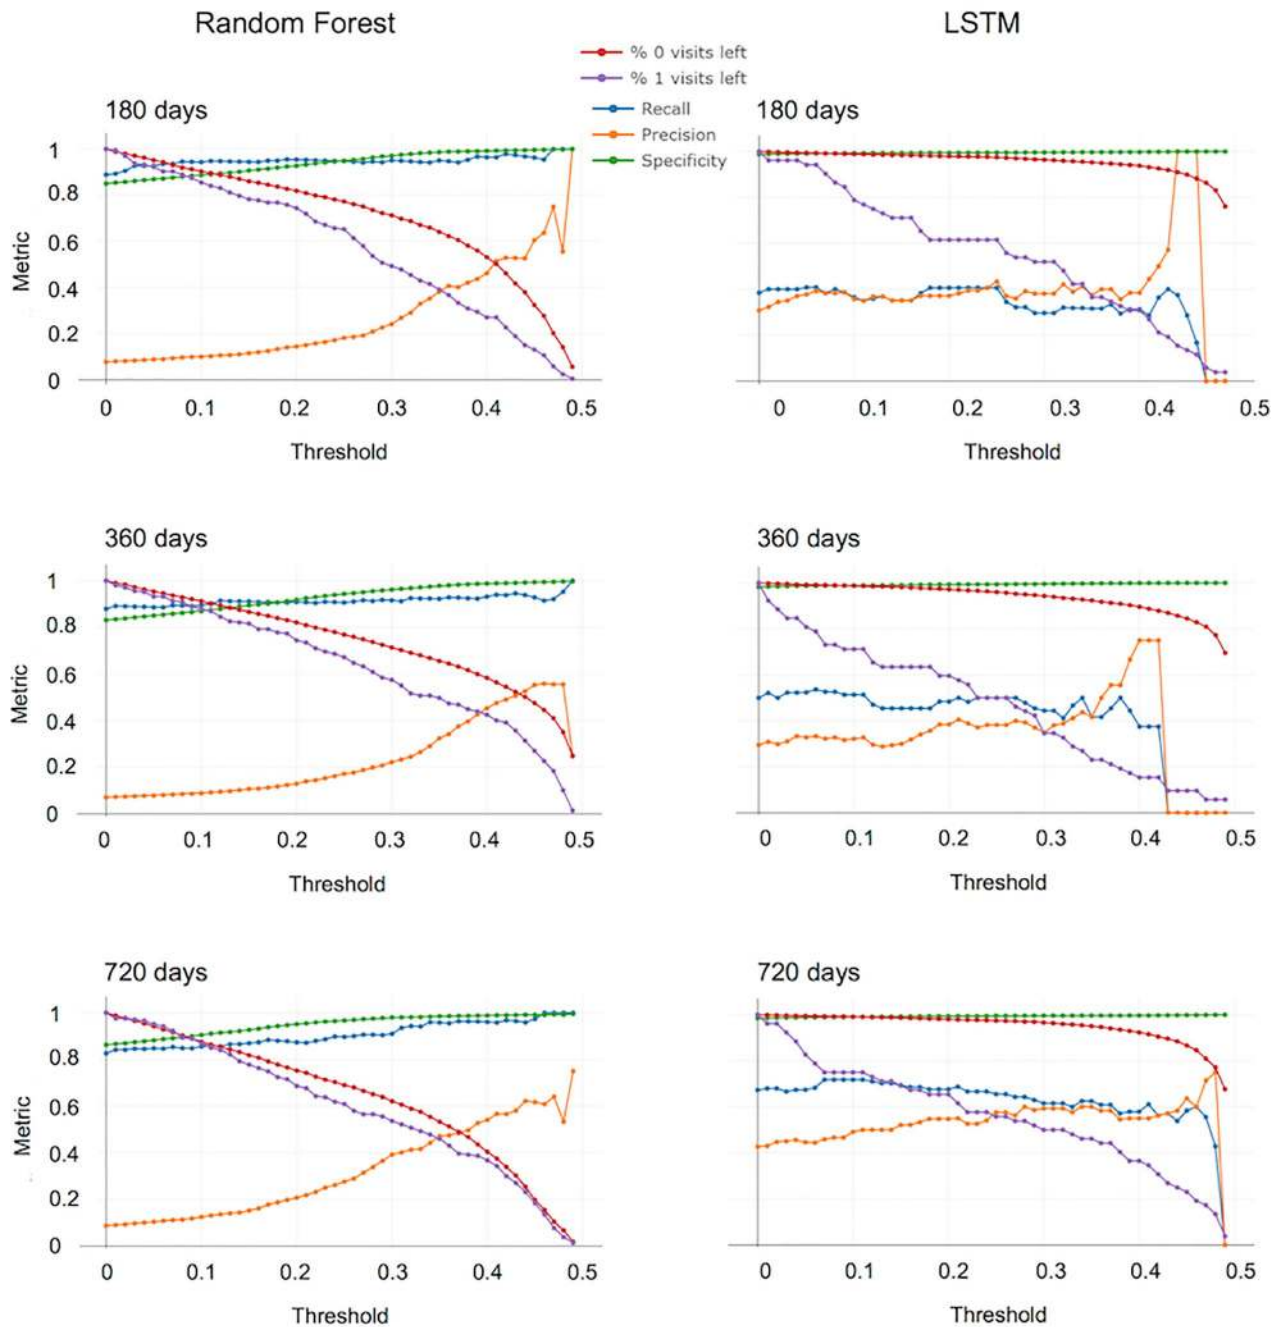 Random Forest
LSTM
% 0 visits left
% 1 visits left
Recall
Precision
Specificity
180 days
1
0.8
0.6
0.4
0.2
0
Metric
0 0.1 0.2 0.3 0.4 0.5
Threshold
180 days
0 0.1 0.2 0.3 0.4 0.5
Threshold
360 days
1
0.8
0.6
0.4
0.2
0
Metric
0 0.1 0.2 0.3 0.4 0.5
Threshold
360 days
0 0.1 0.2 0.3 0.4 0.5
Threshold
720 days
1
0.8
0.6
0.4
0.2
0
Metric
0 0.1 0.2 0.3 0.4 0.5
Threshold
720 days
0 0.1 0.2 0.3 0.4 0.5
Threshold